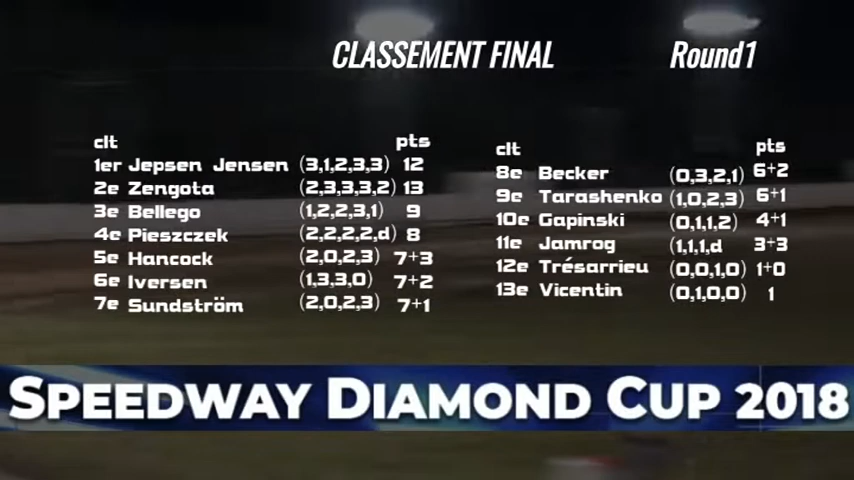 CLASSEMENT FINAL Round1
clt pts
1er Jepsen Jensen (3,1,2,3,3) 12
2e Zengota (2,3,3,3,2) 13
3e Bellego (1,2,2,3,1) 9
4e Pieszczek (2,2,2,2,d) 8
5e Hancock (2,0,2,3) 7+3
6e Iversen (1,3,3,0) 7+2
7e Sundström (2,0,2,3) 7+1
clt pts
8e Becker (0,3,2,1) 6+2
9e Tarashenko (1,0,2,3) 6+1
10e Gapinski (0,1,1,2) 4+1
11e Jamrog (1,1,1,d 3+3
12e Trésarrieu (0,0,1,0) 1+0
13e Vicentin (0,1,0,0) 1
SPEEDWAY DIAMOND CUP 2018